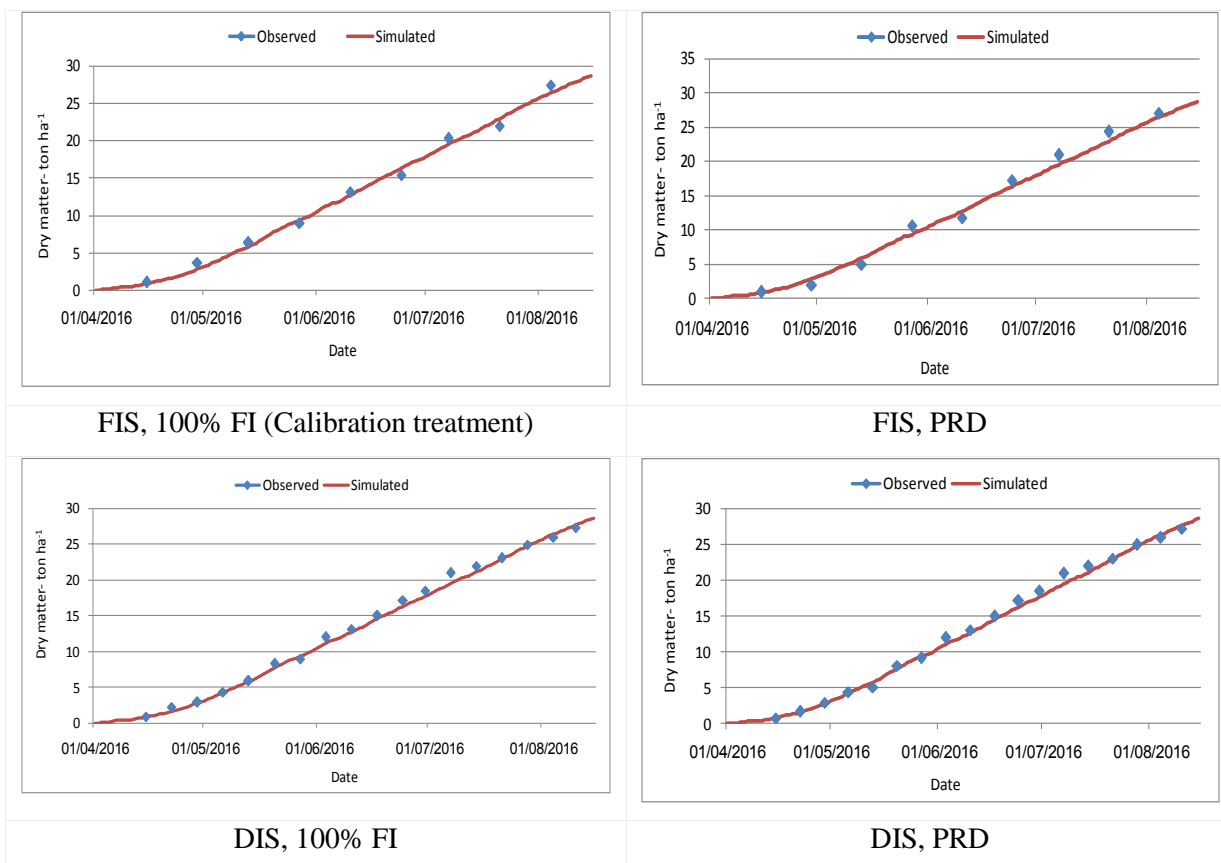 Observed Simulated
30
25
20
15
10
5
0
Dry matter- ton ha-1
01/04/2016 01/05/2016 01/06/2016 01/07/2016 01/08/2016
Date
FIS, 100% FI (Calibration treatment)
Observed Simulated
35
30
25
20
15
10
5
0
Dry matter- ton ha-1
01/04/2016 01/05/2016 01/06/2016 01/07/2016 01/08/2016
Date
FIS, PRD
Observed Simulated
30
25
20
15
10
5
0
Dry matter- ton ha-1
01/04/2016 01/05/2016 01/06/2016 01/07/2016 01/08/2016
Date
DIS, 100% FI
Observed Simulated
30
25
20
15
10
5
0
Dry matter- ton ha-1
01/04/2016 01/05/2016 01/06/2016 01/07/2016 01/08/2016
Date
DIS, PRD